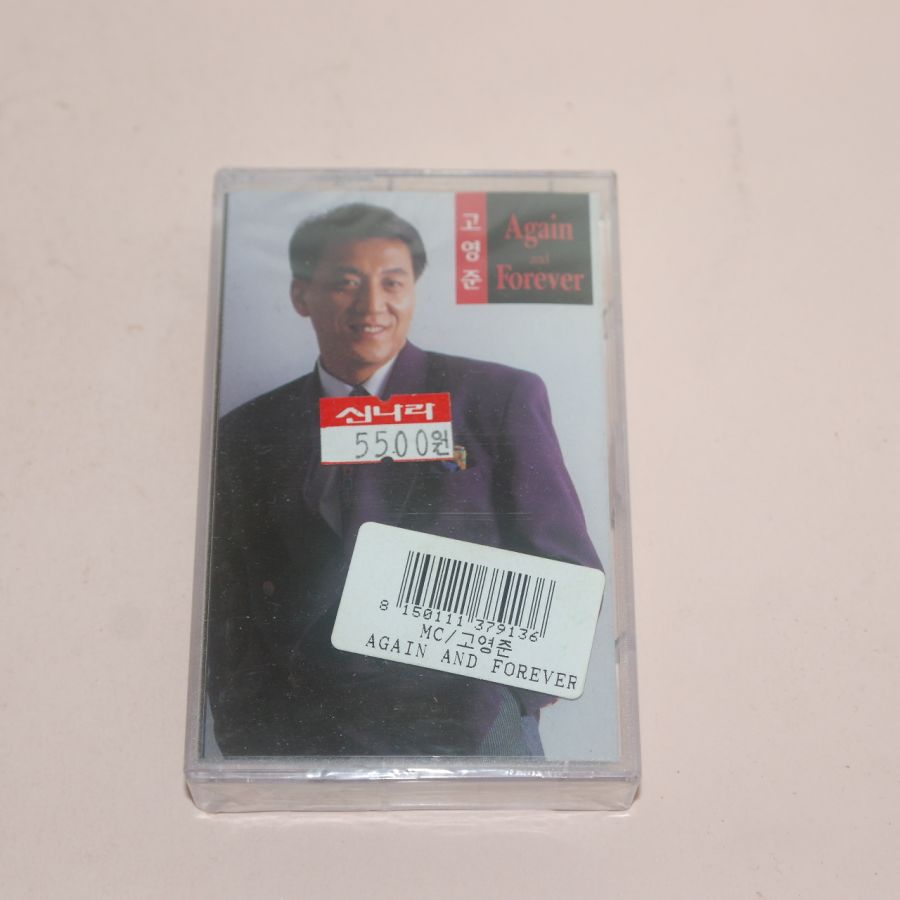 고영준
Again
and
Forever
신나라
5500원
8 150111 379136
MC/고영준
AGAIN AND FOREVER